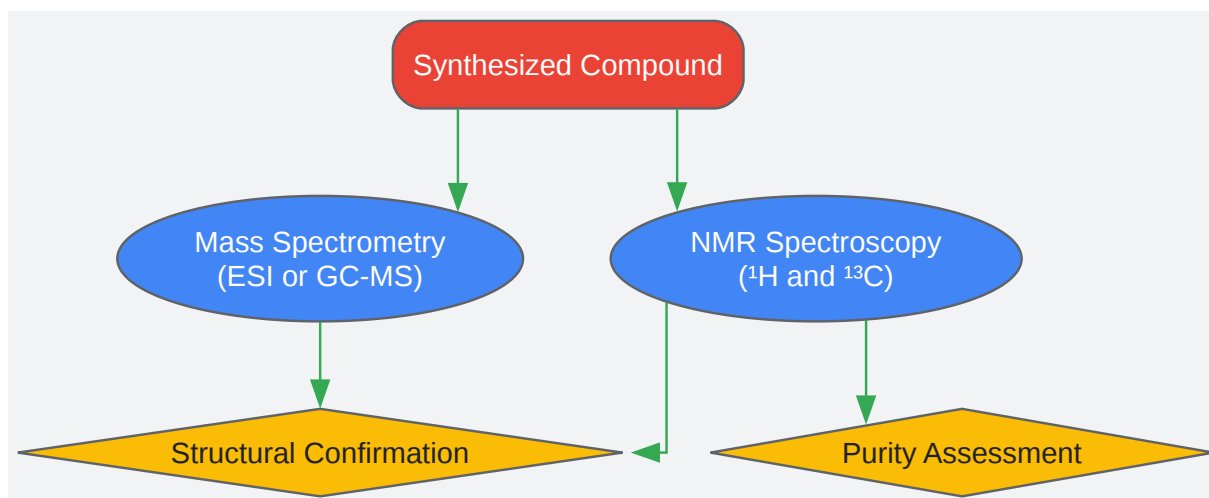 Synthesized Compound
Mass Spectrometry
(ESI or GC-MS)
NMR Spectroscopy
(¹H and ¹³C)
Structural Confirmation
Purity Assessment